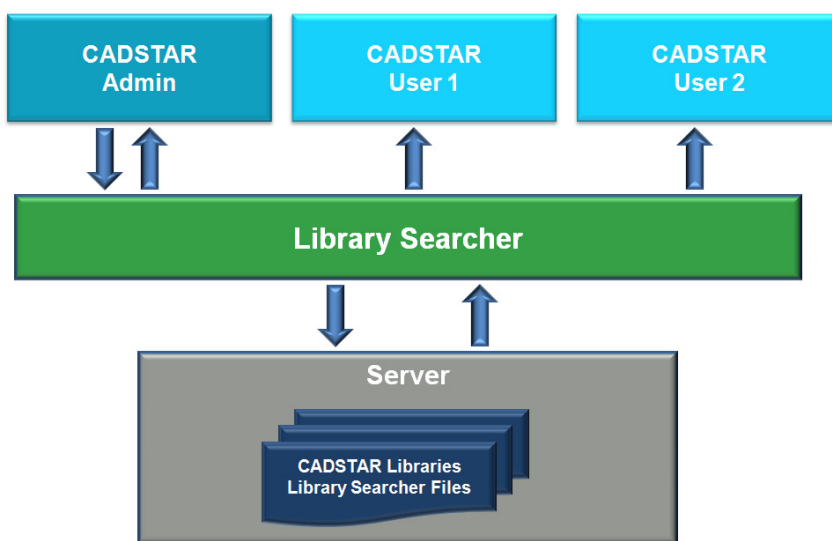 CADSTAR
Admin
CADSTAR
User 1
CADSTAR
User 2
Library Searcher
Server
CADSTAR Libraries
Library Searcher Files